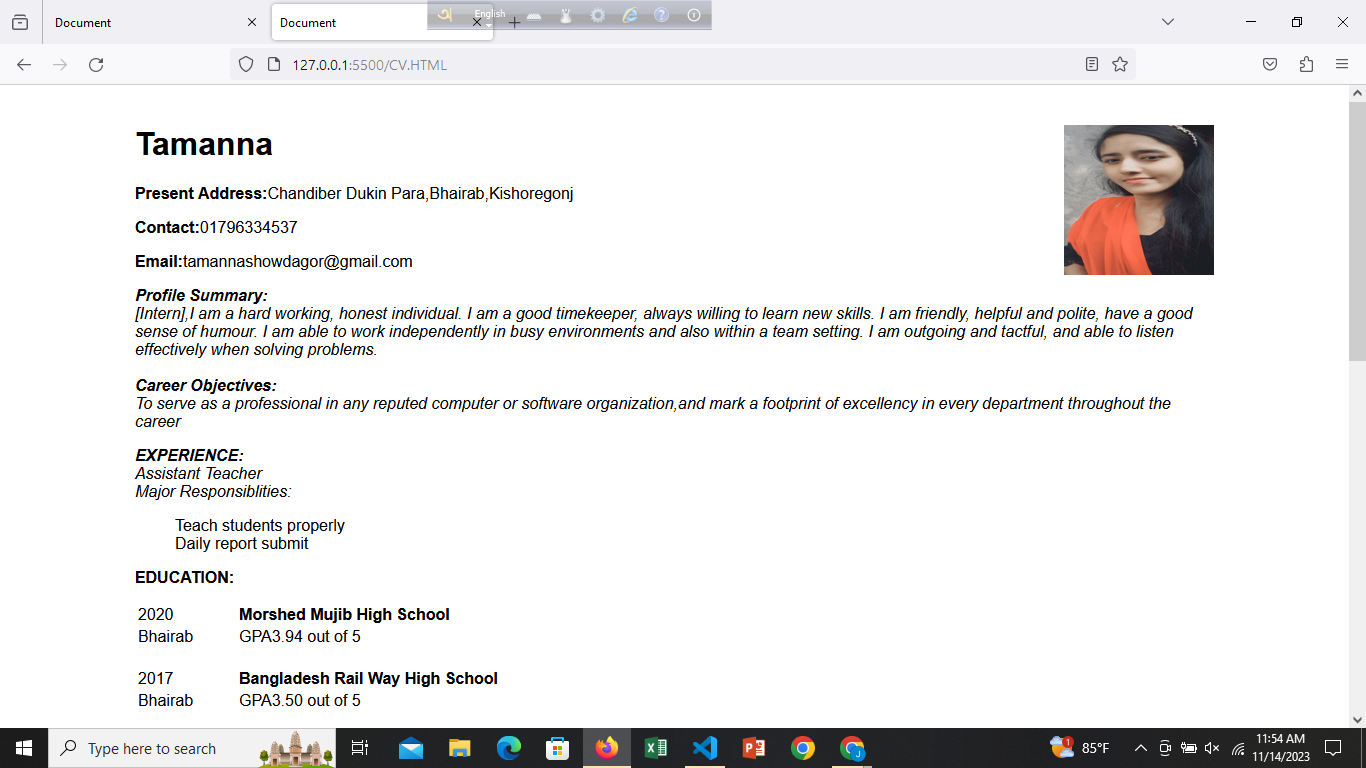 Document
Document
অ
English
127.0.0.1:5500/CV.HTML
Tamanna
Present Address:Chandiber Dukin Para,Bhairab,Kishoregonj
Contact:01796334537
Email:tamannashowdagor@gmail.com
Profile Summary:
[Intern],I am a hard working, honest individual. I am a good timekeeper, always willing to learn new skills. I am friendly, helpful and polite, have a good
sense of humour. I am able to work independently in busy environments and also within a team setting. I am outgoing and tactful, and able to listen
effectively when solving problems.
Career Objectives:
To serve as a professional in any reputed computer or software organization,and mark a footprint of excellency in every department throughout the
career
EXPERIENCE:
Assistant Teacher
Major Responsiblities:
Teach students properly
Daily report submit
EDUCATION:
2020 Morshed Mujib High School
Bhairab GPA3.94 out of 5
2017 Bangladesh Rail Way High School
Bhairab GPA3.50 out of 5
Type here to search
1
85°F
11:54 AM
11/14/2023